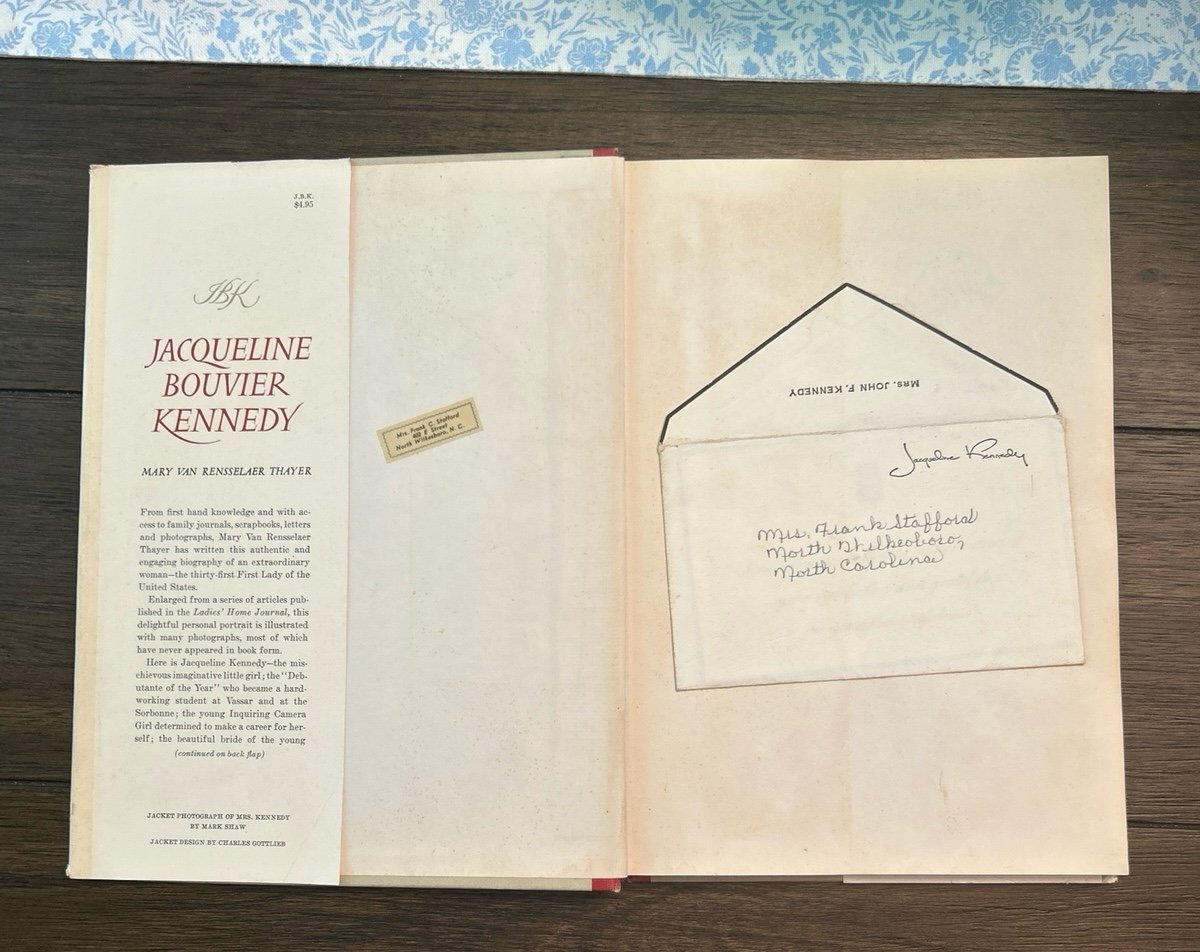 J.B.K.
$4.95
JBK
JACQUELINE
BOUVIER
KENNEDY
MARY VAN RENSSELAER THAYER
From first hand knowledge and with ac-
cess to family journals, scrapbooks, letters
and photographs, Mary Van Rensselaer
Thayer has written this authentic and
engaging biography of an extraordinary
woman—the thirty-first First Lady of the
United States.
Enlarged from a series of articles pub-
lished in the Ladies' Home Journal, this
delightful personal portrait is illustrated
with many photographs, most of which
have never appeared in book form.
Here is Jacqueline Kennedy—the mis-
chievous imaginative little girl; the "Deb-
utante of the Year" who became a hard-
working student at Vassar and at the
Sorbonne; the young Inquiring Camera
Girl determined to make a career for her-
self; the beautiful bride of the young
(continued on back flap)
JACKET PHOTOGRAPH OF MRS. KENNEDY
BY MARK SHAW
JACKET DESIGN BY CHARLES GOTTLIEB
Mrs. Frank C. Stafford
402 E Street
North Wilkesboro, N. C.
MRS. JOHN F. KENNEDY
Jacqueline Kennedy
Mrs. Frank Stafford
North Wilkesboro,
North Carolina